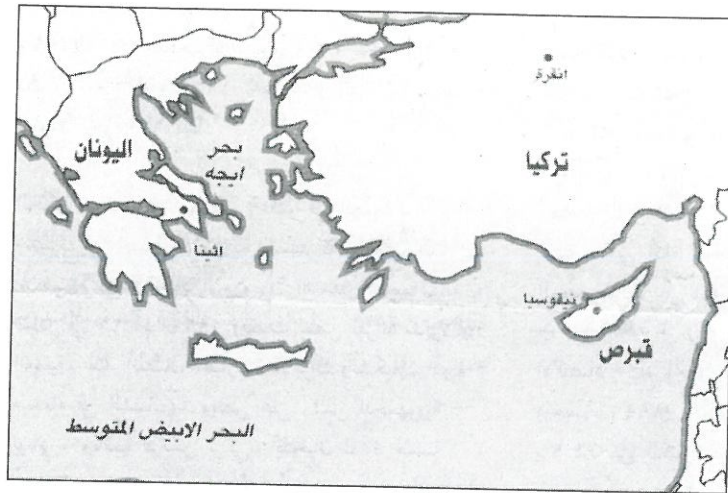 انقرة
اليونان
بحر
ايجه
تركيا
اثينا
نيقوسيا
قبرص
البحر الابيض المتوسط